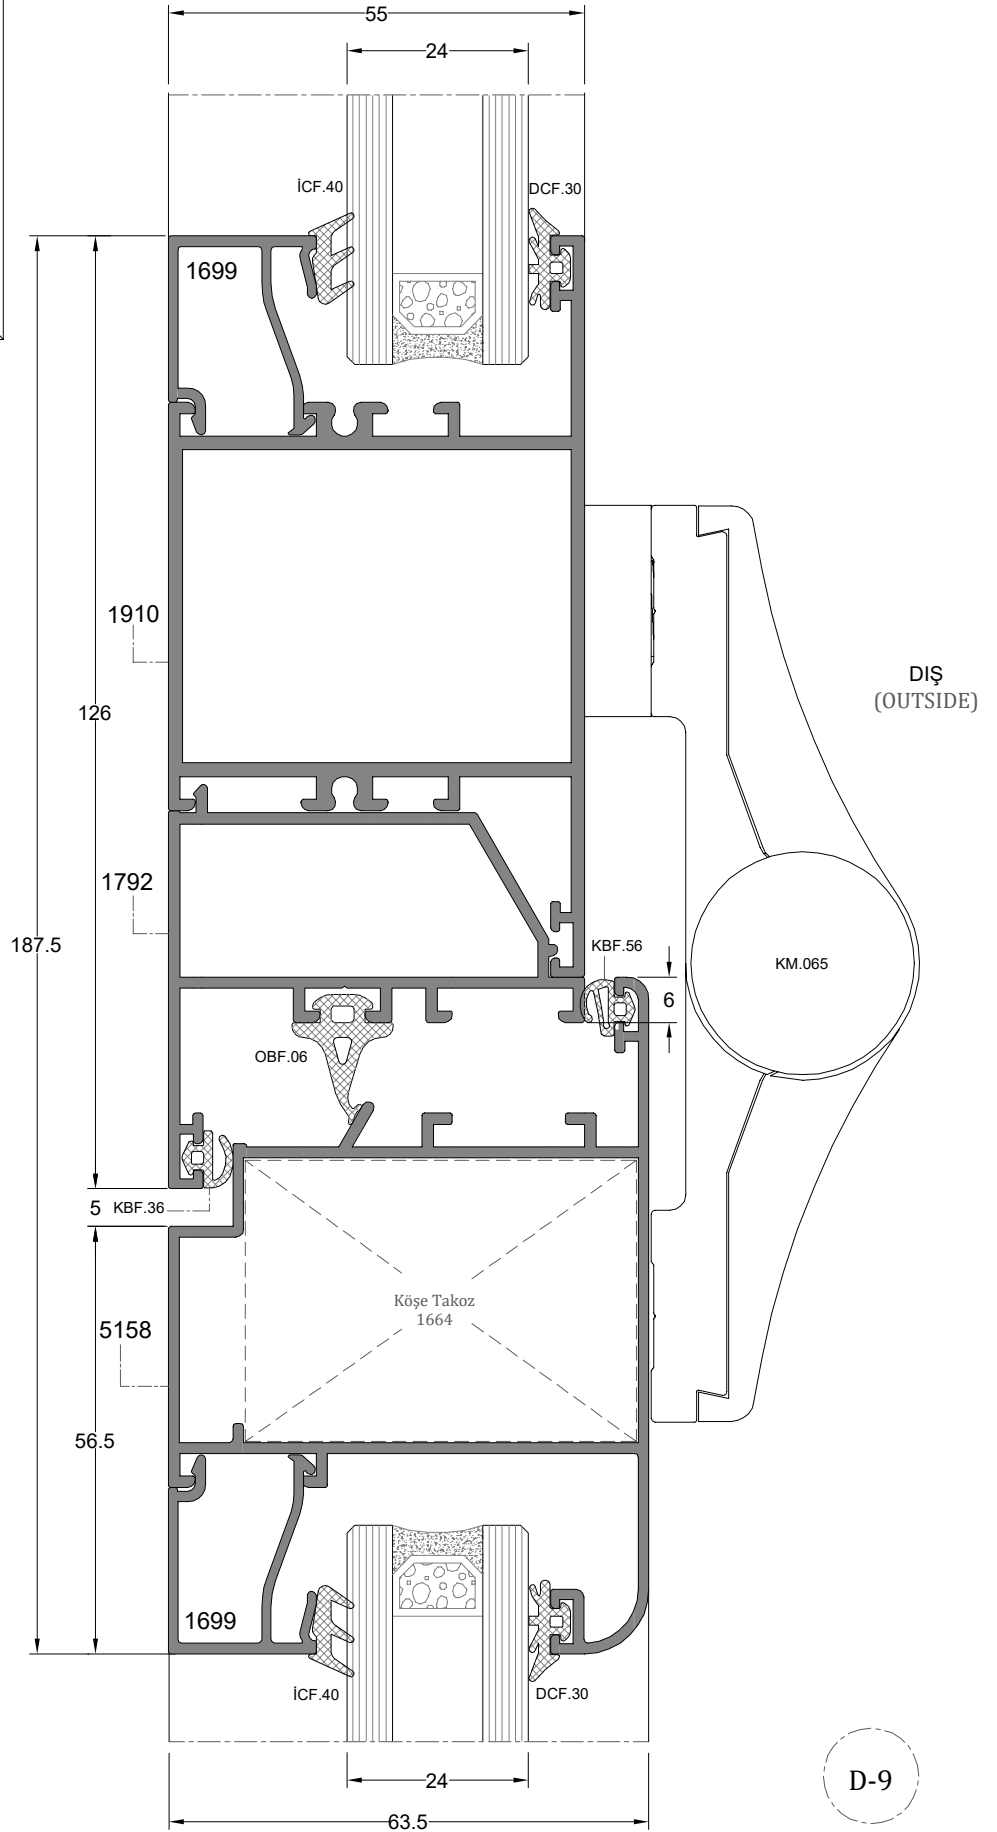 55
24
İCF.40
DCF.30
1699
1910
DIŞ
(OUTSIDE)
126
1792
187.5
KBF.56
KM.065
6
OBF.06
5
KBF.36
Köşe Takoz
1664
5158
56.5
1699
İCF.40
DCF.30
24
D-9
63.5